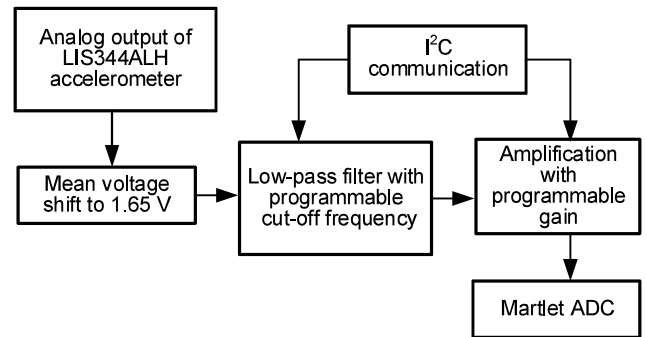 Analog output of
LIS344ALH
accelerometer
I²C
communication
Mean voltage
shift to 1.65 V
Low-pass filter with
programmable
cut-off frequency
Amplification
with
programmable
gain
Martlet ADC